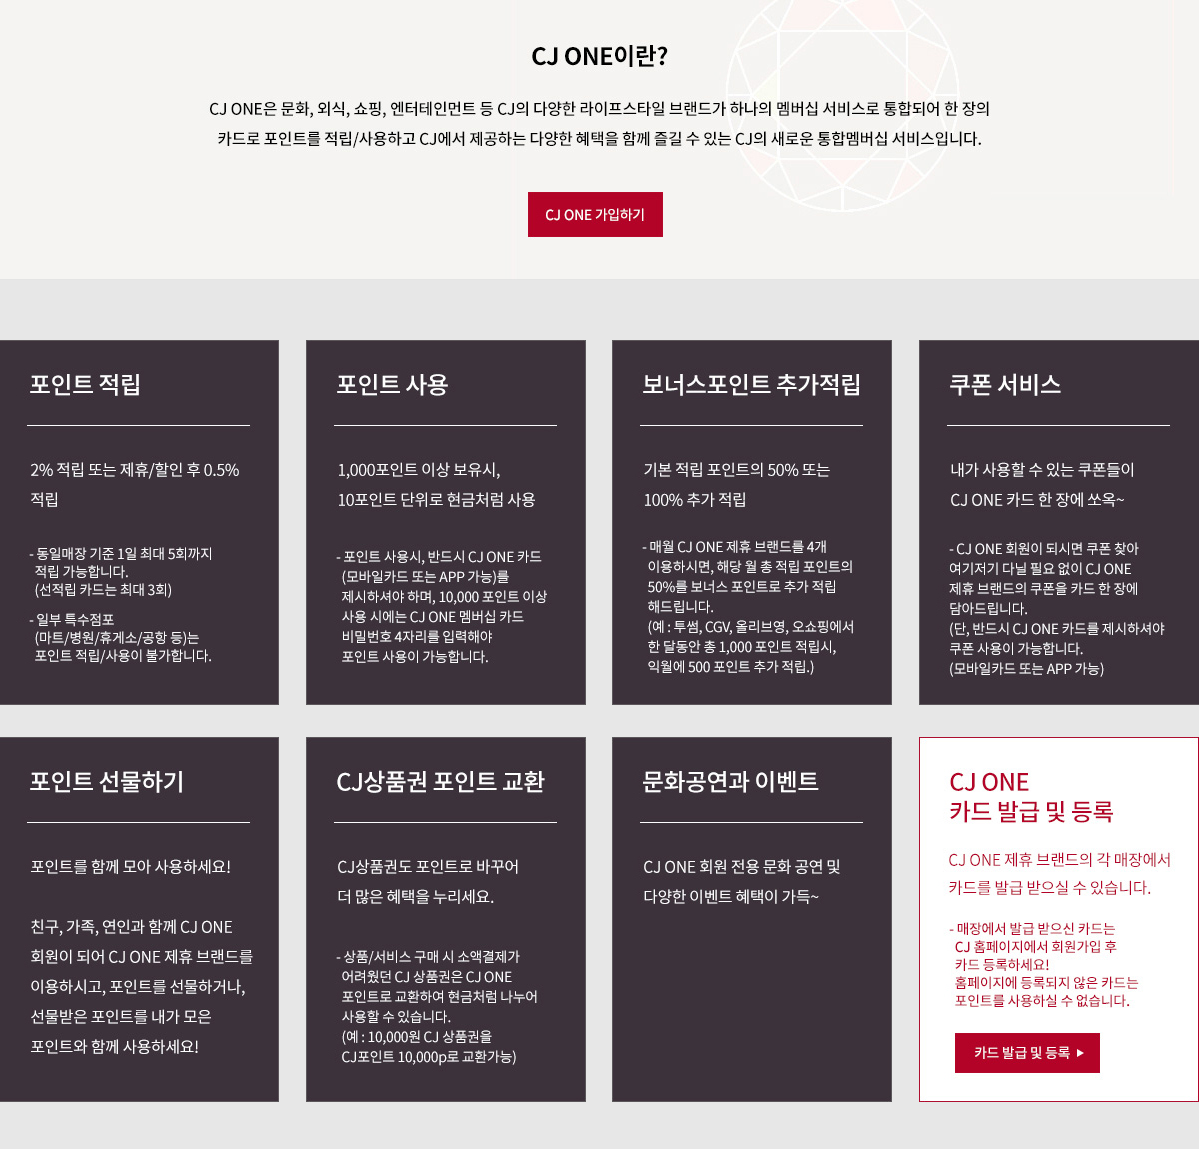 CJ ONE이란?
CJ ONE은 문화, 외식, 쇼핑, 엔터테인먼트 등 CJ의 다양한 라이프스타일 브랜드가 하나의 멤버십 서비스로 통합되어 한 장의
카드로 포인트를 적립/사용하고 CJ에서 제공하는 다양한 혜택을 함께 즐길 수 있는 CJ의 새로운 통합멤버십 서비스입니다.
CJ ONE 가입하기
포인트 적립
2% 적립 또는 제휴/할인 후 0.5%
적립
- 동일매장 기준 1일 최대 5회까지
적립 가능합니다.
(선적립 카드는 최대 3회)
- 일부 특수점포
(마트/병원/휴게소/공항 등)는
포인트 적립/사용이 불가합니다.
포인트 사용
1,000포인트 이상 보유시,
10포인트 단위로 현금처럼 사용
- 포인트 사용시, 반드시 CJ ONE 카드
(모바일카드 또는 APP 가능)를
제시하셔야 하며, 10,000 포인트 이상
사용 시에는 CJ ONE 멤버십 카드
비밀번호 4자리를 입력해야
포인트 사용이 가능합니다.
보너스포인트 추가적립
기본 적립 포인트의 50% 또는
100% 추가 적립
- 매월 CJ ONE 제휴 브랜드를 4개
이용하시면, 해당 월 총 적립 포인트의
50%를 보너스 포인트로 추가 적립
해드립니다.
(예 : 투썸, CGV, 올리브영, 오쇼핑에서
한 달동안 총 1,000 포인트 적립시,
익월에 500 포인트 추가 적립.)
쿠폰 서비스
내가 사용할 수 있는 쿠폰들이
CJ ONE 카드 한 장에 쏘옥~
- CJ ONE 회원이 되시면 쿠폰 찾아
여기저기 다닐 필요 없이 CJ ONE
제휴 브랜드의 쿠폰을 카드 한 장에
담아드립니다.
(단, 반드시 CJ ONE 카드를 제시하셔야
쿠폰 사용이 가능합니다.
(모바일카드 또는 APP 가능)
포인트 선물하기
포인트를 함께 모아 사용하세요!
친구, 가족, 연인과 함께 CJ ONE
회원이 되어 CJ ONE 제휴 브랜드를
이용하시고, 포인트를 선물하거나,
선물받은 포인트를 내가 모은
포인트와 함께 사용하세요!
CJ상품권 포인트 교환
CJ상품권도 포인트로 바꾸어
더 많은 혜택을 누리세요.
- 상품/서비스 구매 시 소액결제가
어려웠던 CJ 상품권은 CJ ONE
포인트로 교환하여 현금처럼 나누어
사용할 수 있습니다.
(예 : 10,000원 CJ 상품권을
CJ포인트 10,000p로 교환가능)
문화공연과 이벤트
CJ ONE 회원 전용 문화 공연 및
다양한 이벤트 혜택이 가득~
CJ ONE
카드 발급 및 등록
CJ ONE 제휴 브랜드의 각 매장에서
카드를 발급 받으실 수 있습니다.
- 매장에서 발급 받으신 카드는
CJ 홈페이지에서 회원가입 후
카드 등록하세요!
홈페이지에 등록되지 않은 카드는
포인트를 사용하실 수 없습니다.
카드 발급 및 등록 ▶